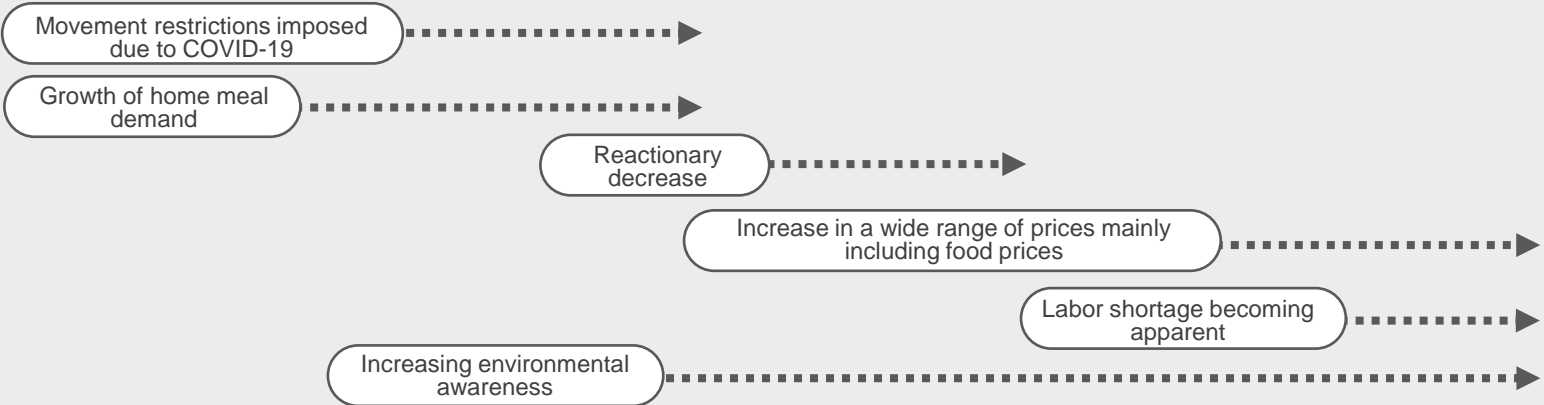 Movement restrictions imposed
due to COVID-19
Growth of home meal
demand
Reactionary
decrease
Increase in a wide range of prices mainly
including food prices
Labor shortage becoming
apparent
Increasing environmental
awareness